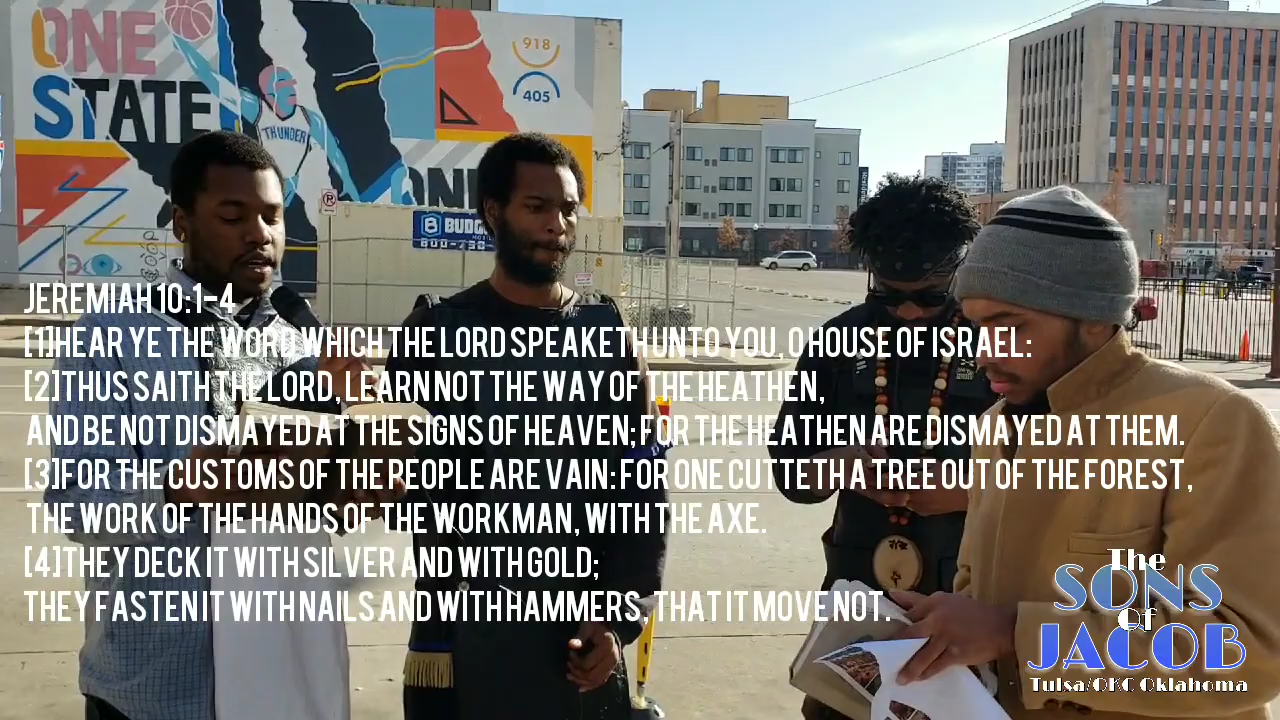 ONE
STATE
918
405
THUNDER
ONE
BUDG
JEREMIAH 10:1-4
[1]HEAR YE THE WORD WHICH THE LORD SPEAKETH UNTO YOU, O HOUSE OF ISRAEL:
[2]THUS SAITH THE LORD, LEARN NOT THE WAY OF THE HEATHEN,
AND BE NOT DISMAYED AT THE SIGNS OF HEAVEN; FOR THE HEATHEN ARE DISMAYED AT THEM.
[3]FOR THE CUSTOMS OF THE PEOPLE ARE VAIN: FOR ONE CUTTETH A TREE OUT OF THE FOREST,
THE WORK OF THE HANDS OF THE WORKMAN, WITH THE AXE.
[4]THEY DECK IT WITH SILVER AND WITH GOLD;
THEY FASTEN IT WITH NAILS AND WITH HAMMERS, THAT IT MOVE NOT.
The
SONS
Of
JACOB
Tulsa/OKC Oklahoma